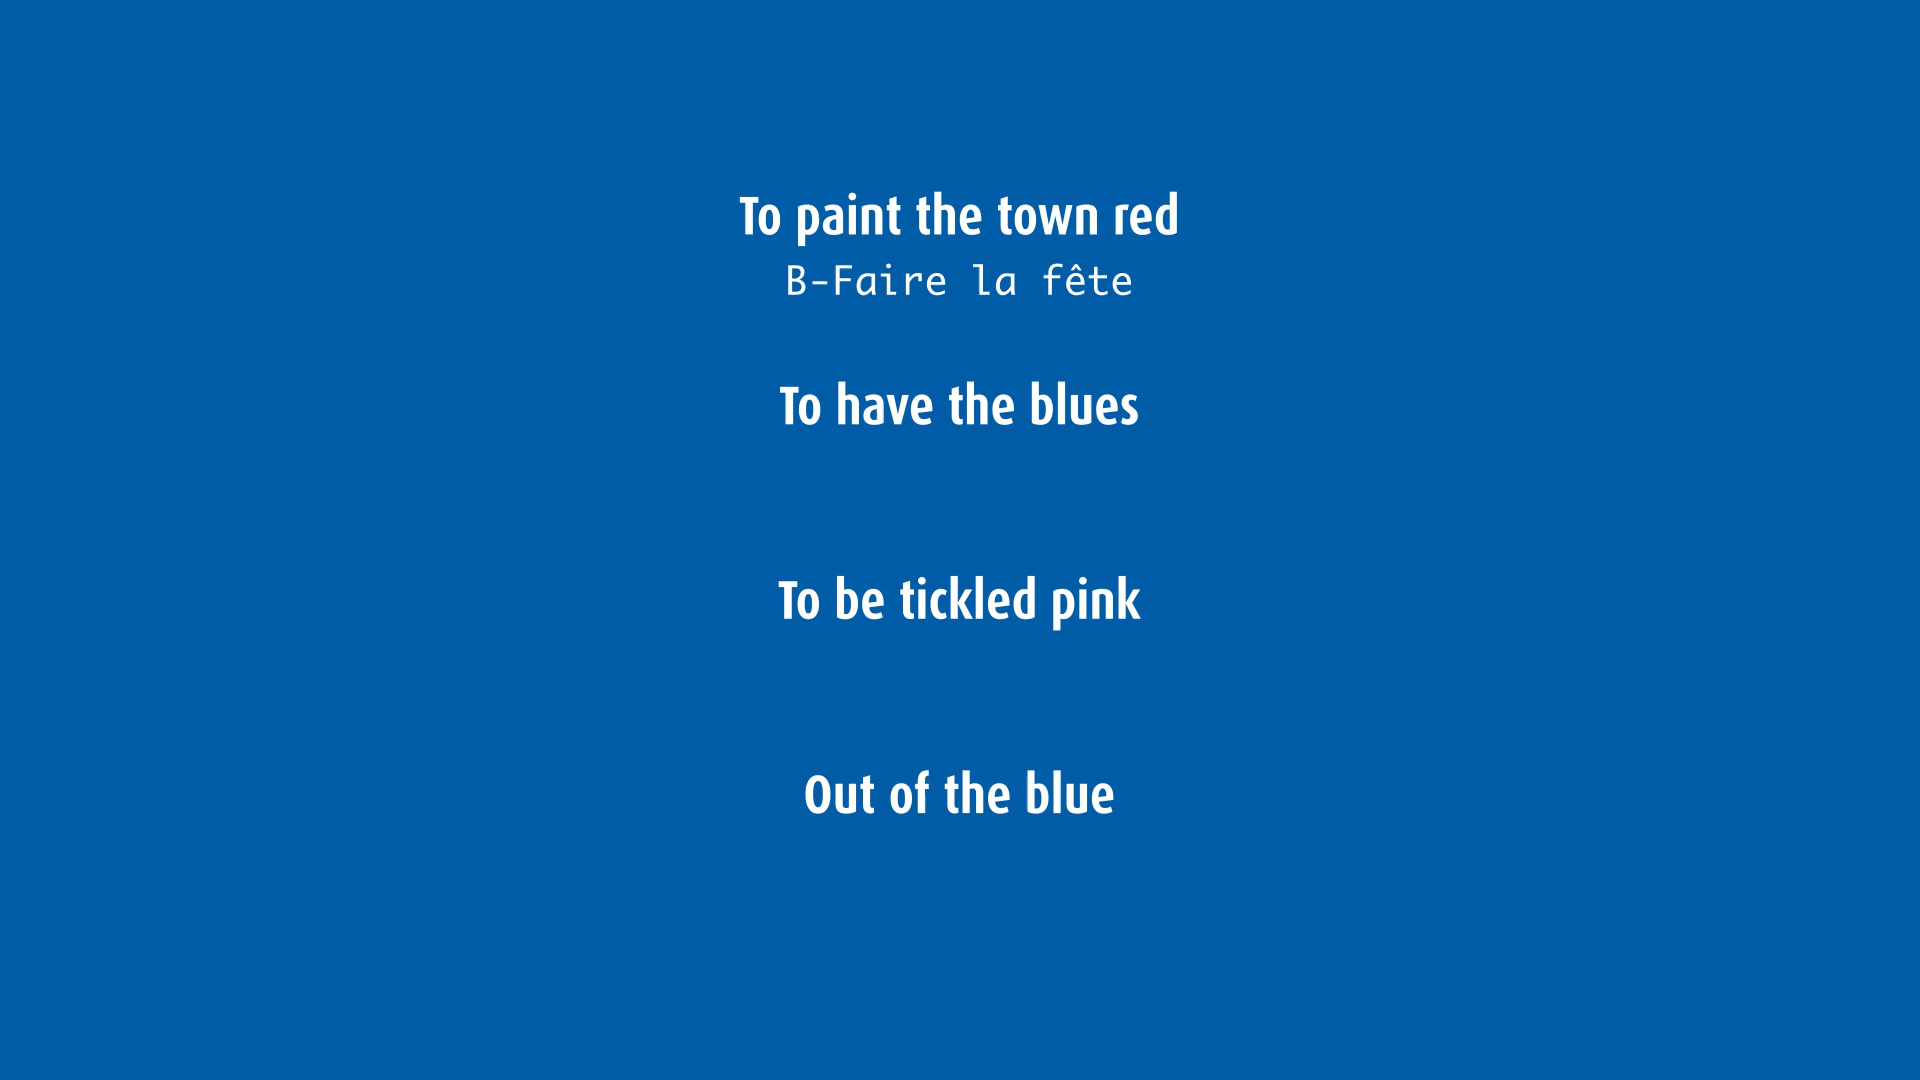 To paint the town red
B-Faire la fête
To have the blues
To be tickled pink
Out of the blue